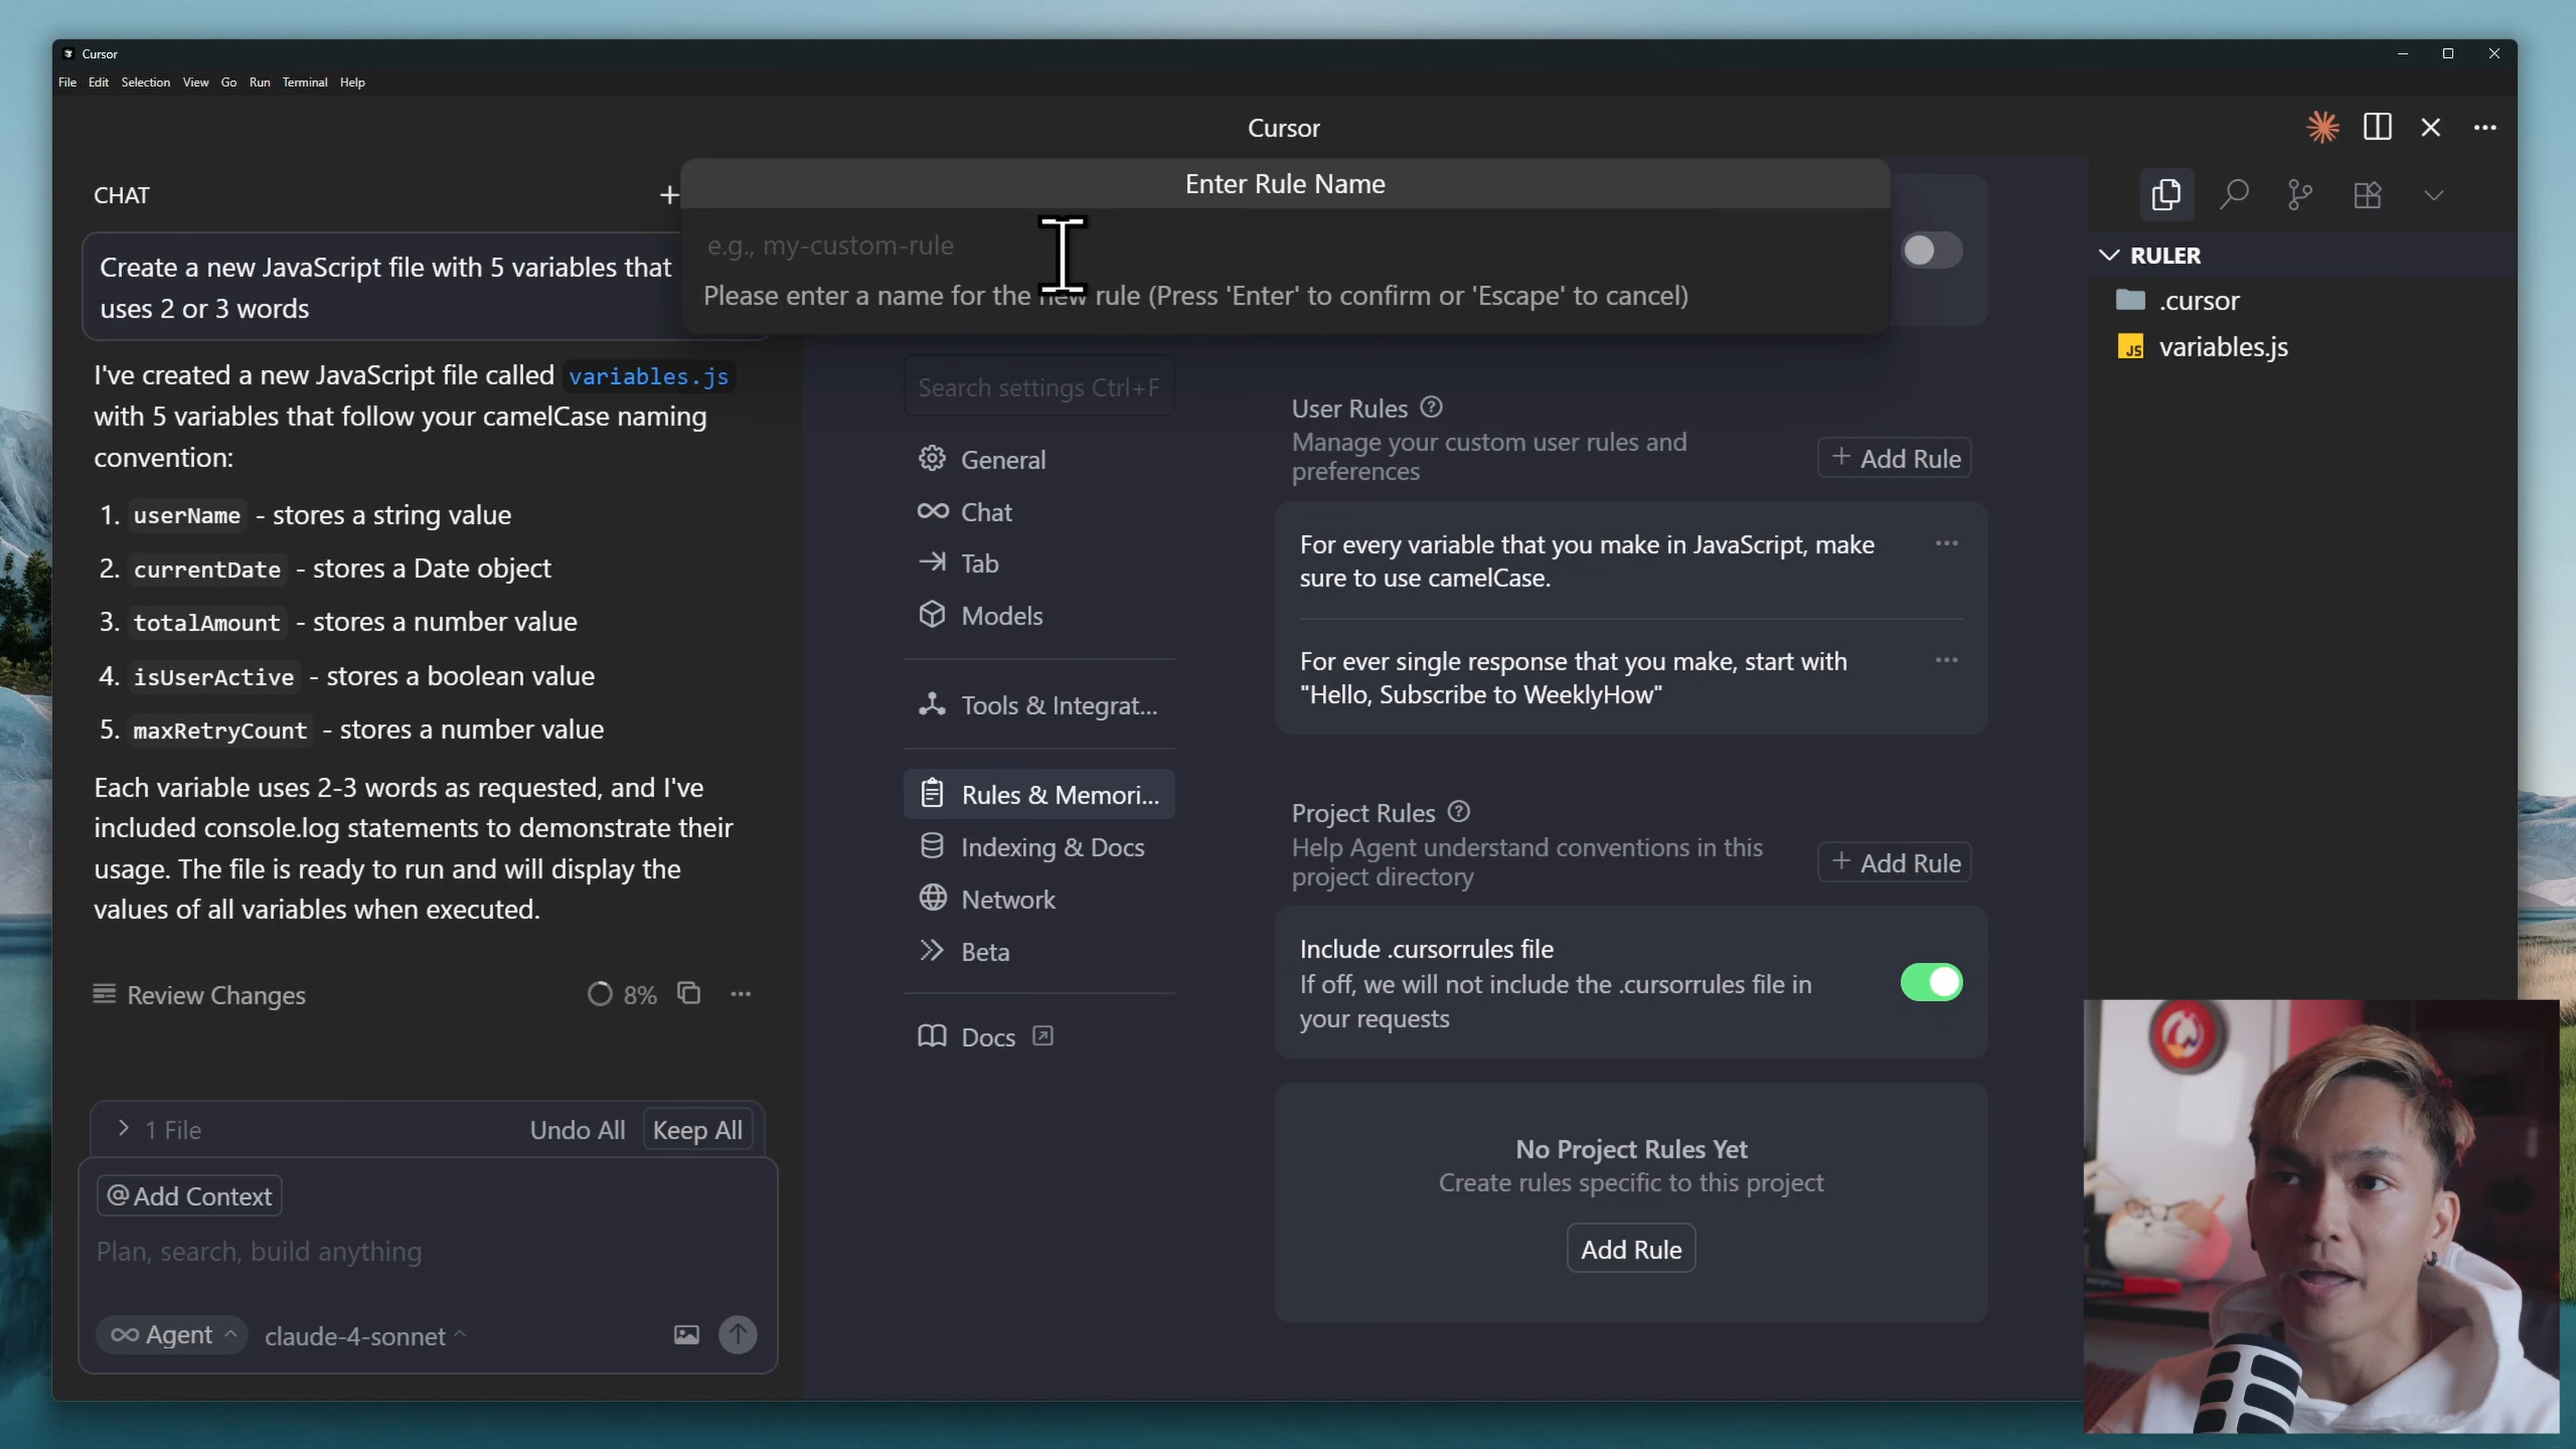 Cursor
File Edit Selection View Go Run Terminal Help
Cursor
CHAT
Create a new JavaScript file with 5 variables that
uses 2 or 3 words
I've created a new JavaScript file called variables.js
with 5 variables that follow your camelCase naming
convention:
1. userName - stores a string value
2. currentDate - stores a Date object
3. totalAmount - stores a number value
4. isUserActive - stores a boolean value
5. maxRetryCount - stores a number value
Each variable uses 2-3 words as requested, and I've
included console.log statements to demonstrate their
usage. The file is ready to run and will display the
values of all variables when executed.
Review Changes 8%
1 File Undo All Keep All
@ Add Context
Plan, search, build anything
Agent claude-4-sonnet
Enter Rule Name
e.g., my-custom-rule
Please enter a name for the new rule (Press 'Enter' to confirm or 'Escape' to cancel)
Search settings Ctrl+F
General
Chat
Tab
Models
Tools & Integrat...
Rules & Memori...
Indexing & Docs
Network
Beta
Docs
User Rules
Manage your custom user rules and
preferences
+ Add Rule
For every variable that you make in JavaScript, make
sure to use camelCase.
For ever single response that you make, start with
"Hello, Subscribe to WeeklyHow"
Project Rules
Help Agent understand conventions in this
project directory
+ Add Rule
Include .cursorrules file
If off, we will not include the .cursorrules file in
your requests
No Project Rules Yet
Create rules specific to this project
Add Rule
RULER
.cursor
JS variables.js